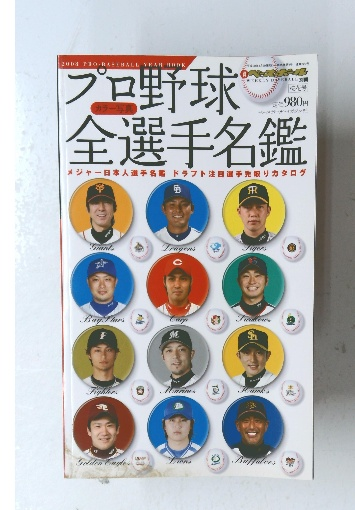 2008 PRO-BASEBALL YEAR BOOK
プロ野球
カラー写真
980円
全選手名鑑
メジャー日本人選手名鑑 ドラフト注目選手先取りカタログ
Giants
Dragons
Tigers
BayStars
Carp
Swallows
Fighters
Marines
Hawks
Golden Eagles
Lions
Buffaloes